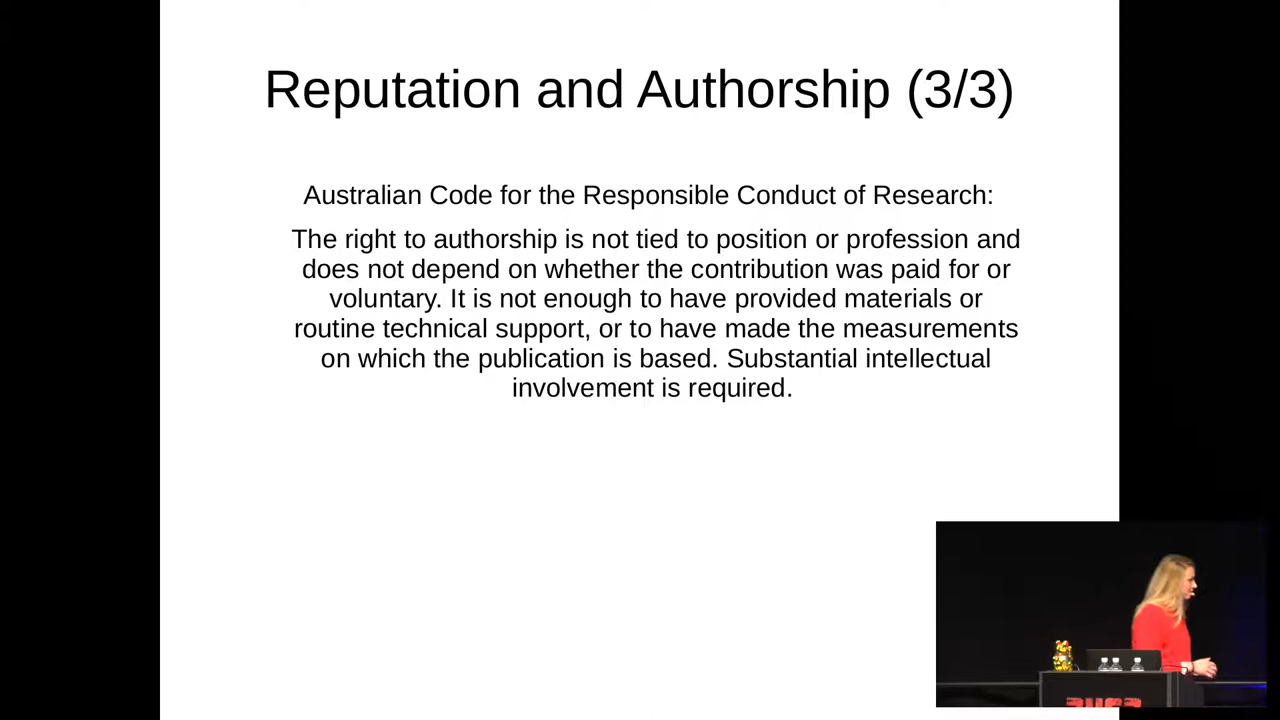 Reputation and Authorship (3/3)
Australian Code for the Responsible Conduct of Research:
The right to authorship is not tied to position or profession and
does not depend on whether the contribution was paid for or
voluntary. It is not enough to have provided materials or
routine technical support, or to have made the measurements
on which the publication is based. Substantial intellectual
involvement is required.